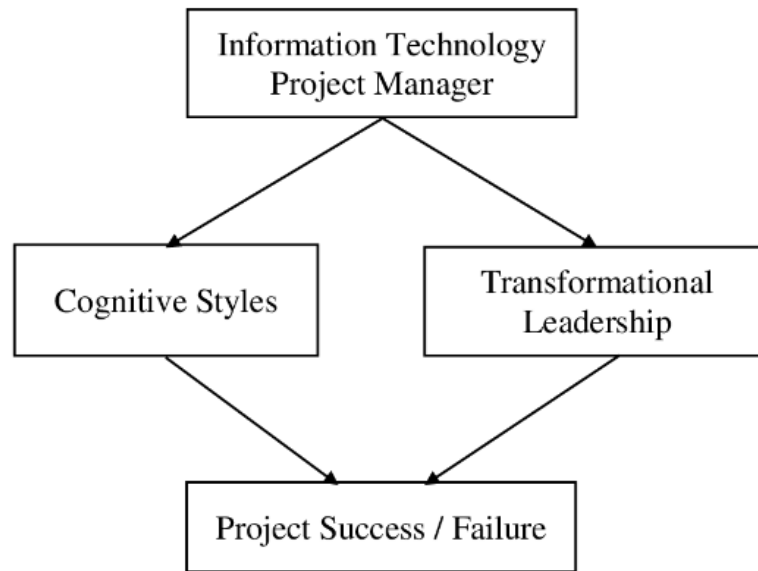 Information Technology
Project Manager
Cognitive Styles
Transformational
Leadership
Project Success / Failure